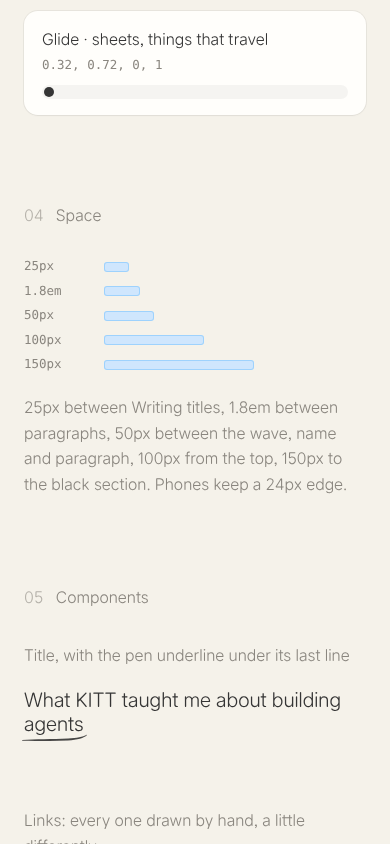 Glide · sheets, things that travel
0.32, 0.72, 0, 1
04 Space
25px
1.8em
50px
100px
150px
25px between Writing titles, 1.8em between
paragraphs, 50px between the wave, name
and paragraph, 100px from the top, 150px to
the black section. Phones keep a 24px edge.
05 Components
Title, with the pen underline under its last line
What KITT taught me about building
agents
Links: every one drawn by hand, a little
differently